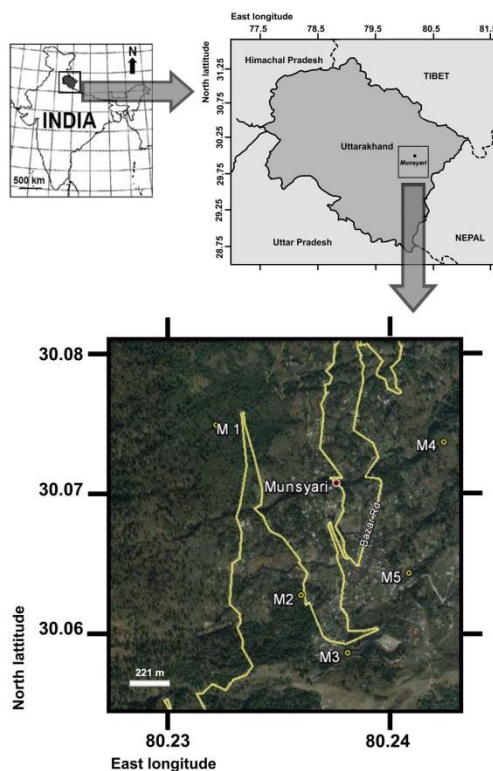 N
INDIA
500 km
East longitude
77.5 78.5 79.5 80.5 81.5
North lattitude
31.25
30.75
30.25
29.75
29.25
28.75
Himachal Pradesh
TIBET
Uttarakhand
Munsyari
Uttar Pradesh
NEPAL
30.08
30.07
30.06
North lattitude
M 1
M4
Munsyari
Bazar Rd
M5
M2
M3
221 m
80.23 80.24
East longitude